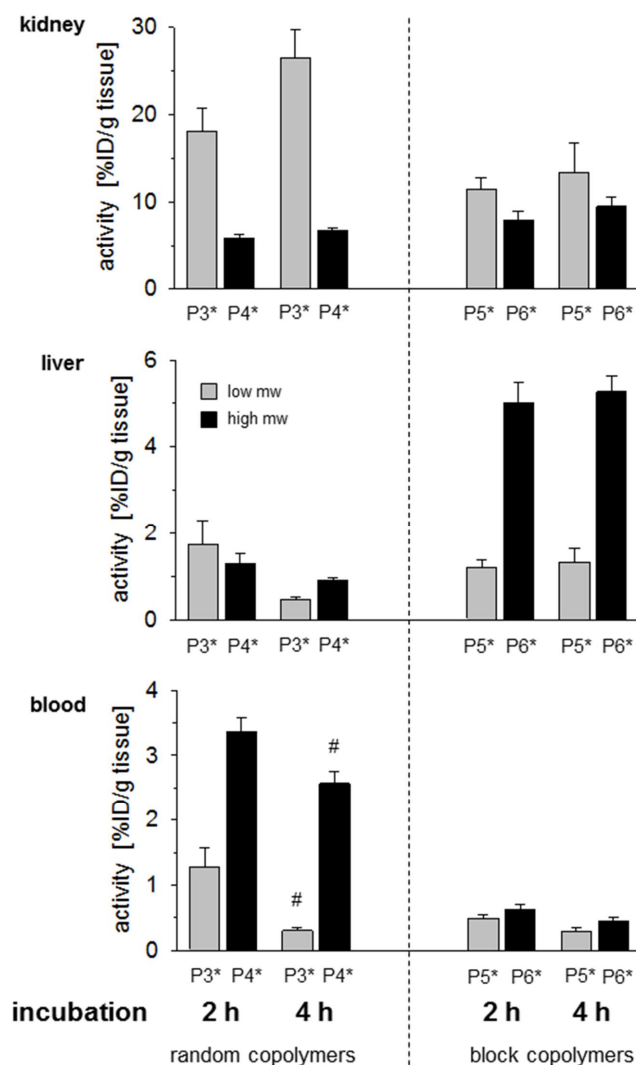 kidney
activity [%ID/g tissue]
30
20
10
0
P3* P4* P3* P4* P5* P6* P5* P6*
liver
activity [%ID/g tissue]
6
4
2
0
low mw
high mw
P3* P4* P3* P4* P5* P6* P5* P6*
blood
activity [%ID/g tissue]
4
3
2
1
0
# #
P3* P4* P3* P4* P5* P6* P5* P6*
incubation 2 h 4 h 2 h 4 h
random copolymers block copolymers